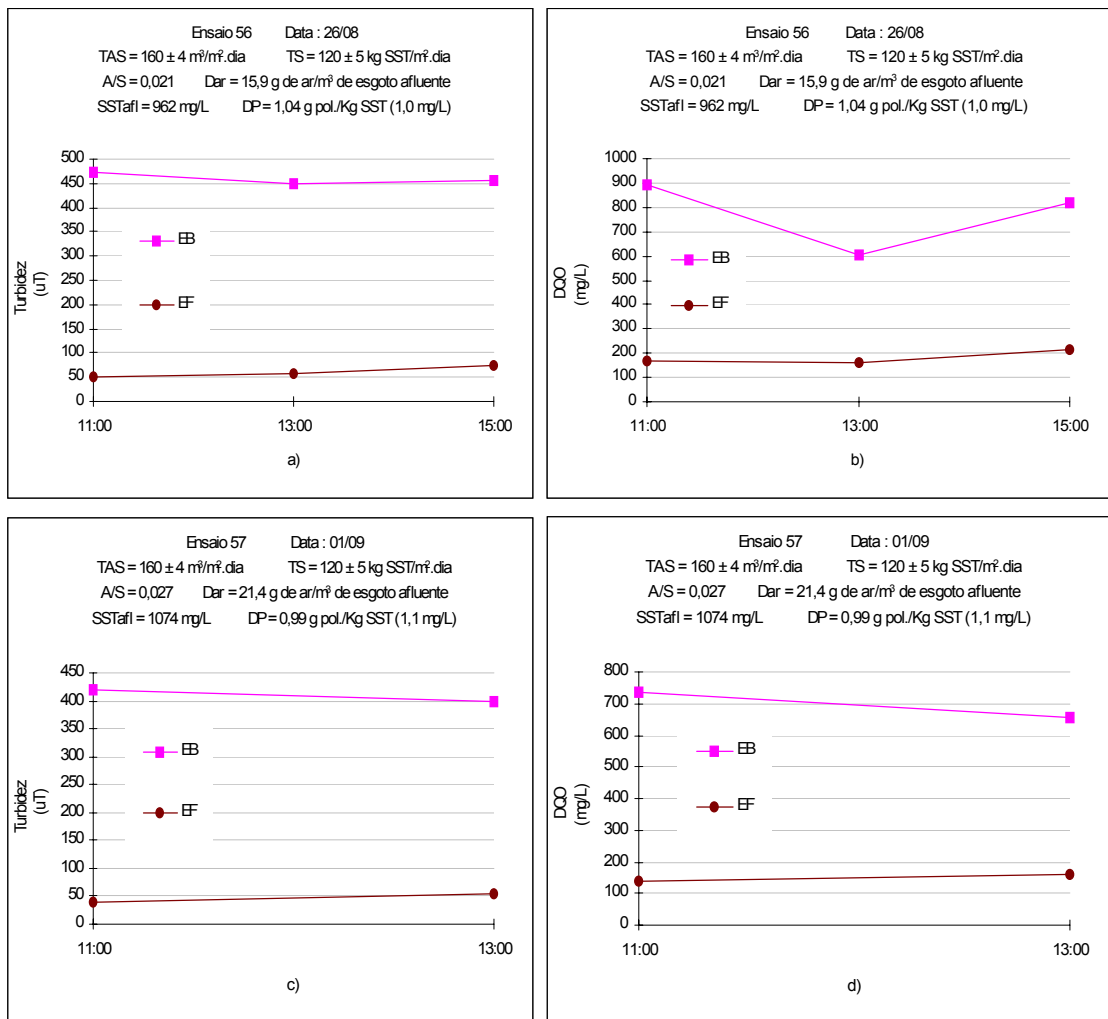 Ensaio 56 Data : 26/08
TAS = 160 ± 4 m³/m².dia TS = 120 ± 5 kg SST/m².dia
A/S = 0,021 Dar = 15,9 g de ar/m³ de esgoto afluente
SSTafl = 962 mg/L DP = 1,04 g pol./Kg SST (1,0 mg/L)
Turbidez
(uT)
500
450
400
350
300
250
200
150
100
50
0
EB
EF
11:00 13:00 15:00
a)
Ensaio 56 Data : 26/08
TAS = 160 ± 4 m³/m².dia TS = 120 ± 5 kg SST/m².dia
A/S = 0,021 Dar = 15,9 g de ar/m³ de esgoto afluente
SSTafl = 962 mg/L DP = 1,04 g pol./Kg SST (1,0 mg/L)
DQO
(mg/L)
1000
900
800
700
600
500
400
300
200
100
0
EB
EF
11:00 13:00 15:00
b)
Ensaio 57 Data : 01/09
TAS = 160 ± 4 m³/m².dia TS = 120 ± 5 kg SST/m².dia
A/S = 0,027 Dar = 21,4 g de ar/m³ de esgoto afluente
SSTafl = 1074 mg/L DP = 0,99 g pol./Kg SST (1,1 mg/L)
Turbidez
(uT)
450
400
350
300
250
200
150
100
50
0
EB
EF
11:00 13:00
c)
Ensaio 57 Data : 01/09
TAS = 160 ± 4 m³/m².dia TS = 120 ± 5 kg SST/m².dia
A/S = 0,027 Dar = 21,4 g de ar/m³ de esgoto afluente
SSTafl = 1074 mg/L DP = 0,99 g pol./Kg SST (1,1 mg/L)
DQO
(mg/L)
800
700
600
500
400
300
200
100
0
EB
EF
11:00 13:00
d)